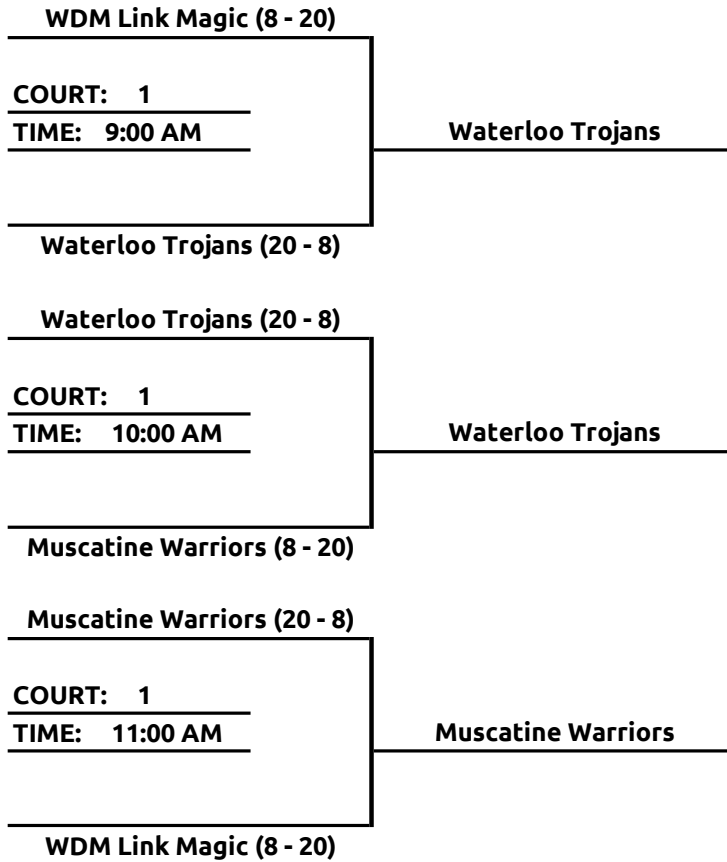 WDM Link Magic (8 - 20)
COURT: 1
TIME: 9:00 AM
Waterloo Trojans
Waterloo Trojans (20 - 8)
Waterloo Trojans (20 - 8)
COURT: 1
TIME: 10:00 AM
Waterloo Trojans
Muscatine Warriors (8 - 20)
Muscatine Warriors (20 - 8)
COURT: 1
TIME: 11:00 AM
Muscatine Warriors
WDM Link Magic (8 - 20)